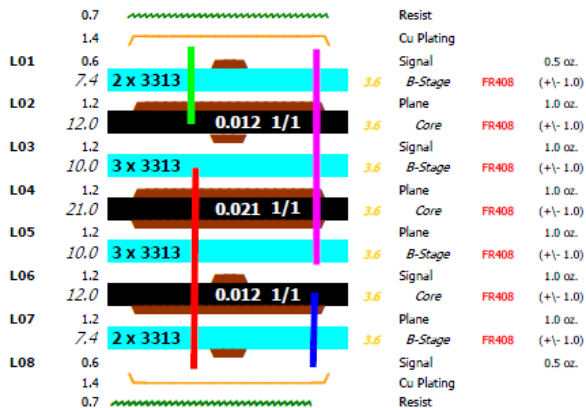 0.7 Resist
1.4 Cu Plating
L01 0.6 Signal 0.5 oz.
7.4 2 x 3313 3.6 B-Stage FR408 (+\- 1.0)
L02 1.2 Plane 1.0 oz.
12.0 0.012 1/1 3.6 Core FR408 (+\- 1.0)
L03 1.2 Signal 1.0 oz.
10.0 3 x 3313 3.6 B-Stage FR408 (+\- 1.0)
L04 1.2 Plane 1.0 oz.
21.0 0.021 1/1 3.6 Core FR408 (+\- 1.0)
L05 1.2 Plane 1.0 oz.
10.0 3 x 3313 3.6 B-Stage FR408 (+\- 1.0)
L06 1.2 Signal 1.0 oz.
12.0 0.012 1/1 3.6 Core FR408 (+\- 1.0)
L07 1.2 Plane 1.0 oz.
7.4 2 x 3313 3.6 B-Stage FR408 (+\- 1.0)
L08 0.6 Signal 0.5 oz.
1.4 Cu Plating
0.7 Resist